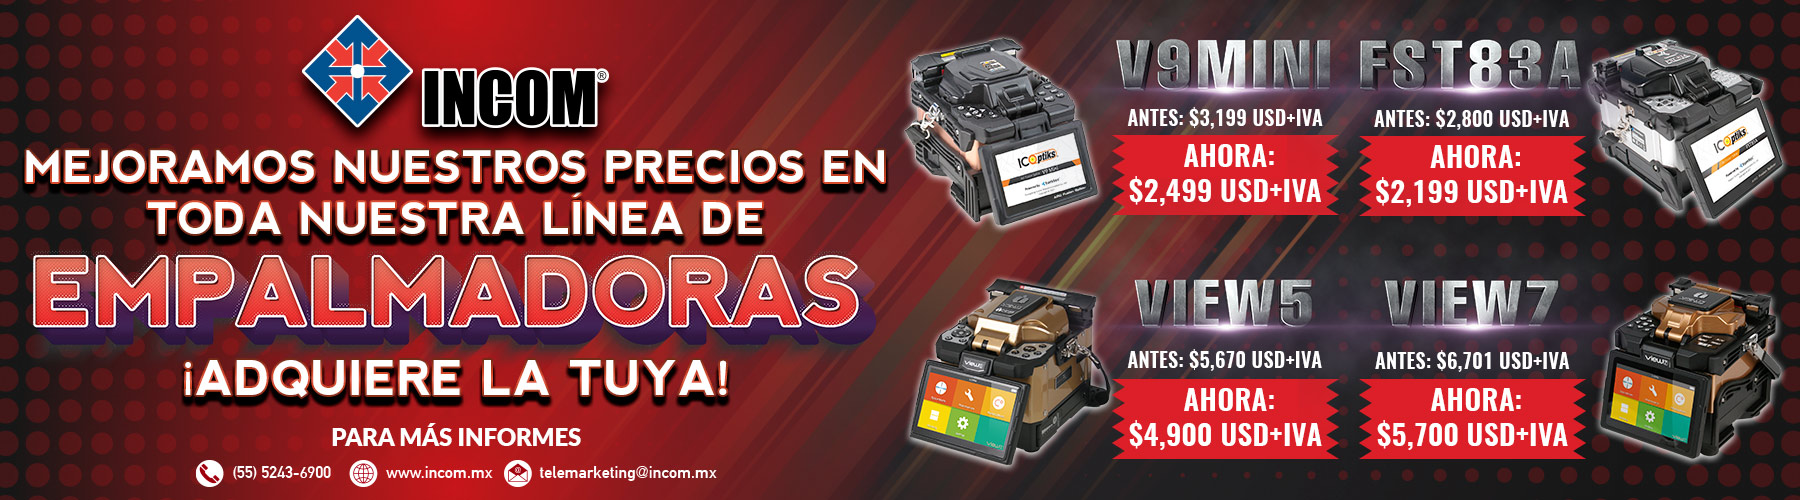 INCOM®
MEJORAMOS NUESTROS PRECIOS EN
TODA NUESTRA LÍNEA DE
EMPALMADORAS
¡ADQUIERE LA TUYA!
PARA MÁS INFORMES
(55) 5243-6900
www.incom.mx
telemarketing@incom.mx
V9MINI
ANTES: $3,199 USD+IVA
AHORA:
$2,499 USD+IVA
ICOptiks
FST83A
ANTES: $2,800 USD+IVA
AHORA:
$2,199 USD+IVA
ICOptiks
VIEW5
ANTES: $5,670 USD+IVA
AHORA:
$4,900 USD+IVA
VIEW7
ANTES: $6,701 USD+IVA
AHORA:
$5,700 USD+IVA